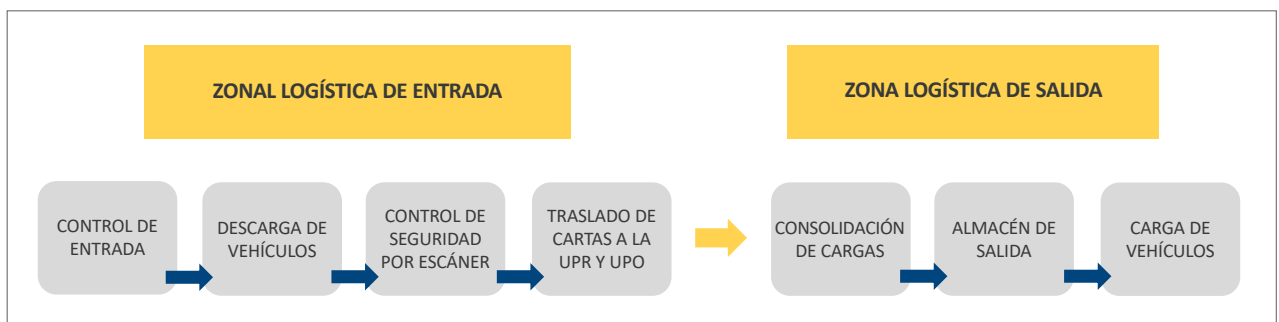 ZONAL LOGÍSTICA DE ENTRADA
ZONA LOGÍSTICA DE SALIDA
CONTROL DE
ENTRADA
DESCARGA DE
VEHÍCULOS
CONTROL DE
SEGURIDAD
POR ESCÁNER
TRASLADO DE
CARTAS A LA
UPR Y UPO
CONSOLIDACIÓN
DE CARGAS
ALMACÉN DE
SALIDA
CARGA DE
VEHÍCULOS